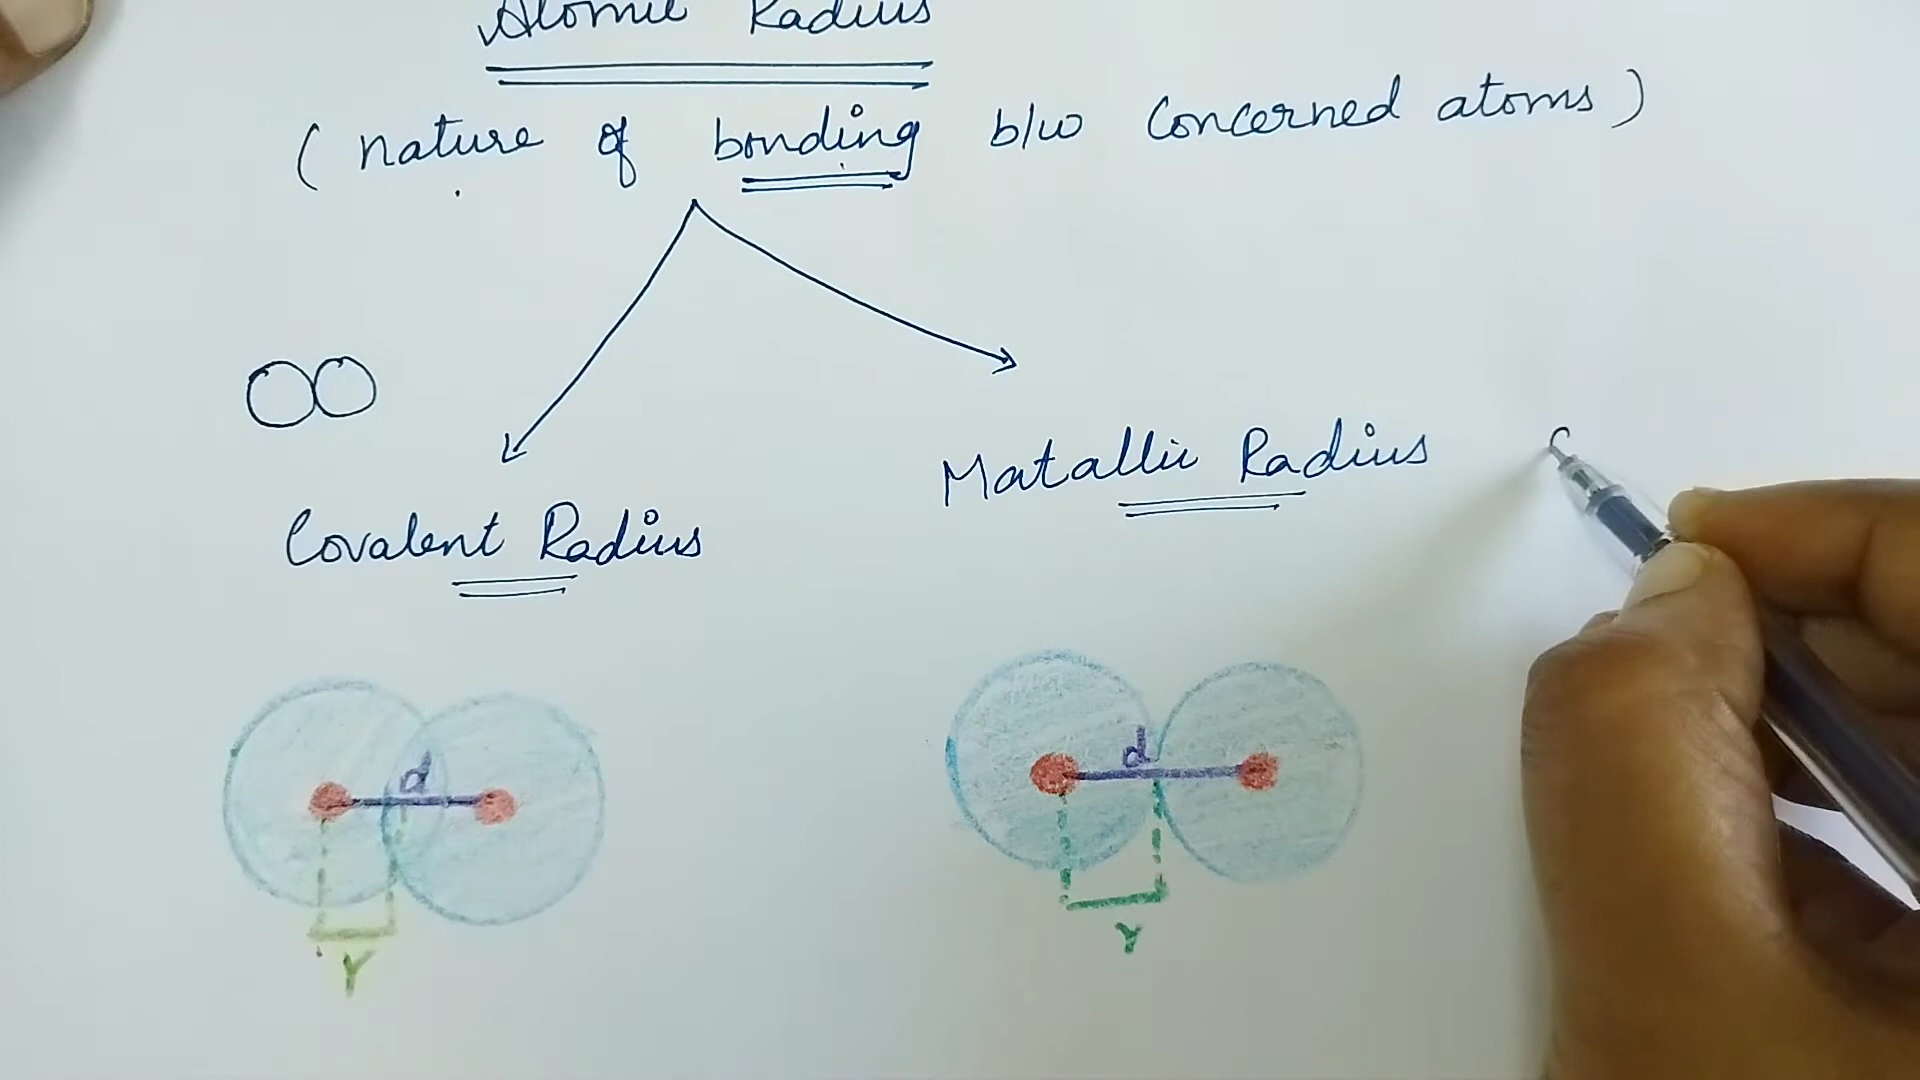 Atomic Radius
( nature of bonding b/w Concerned atoms )
Matallic Radius
Covalent Radius
d
d
r
r